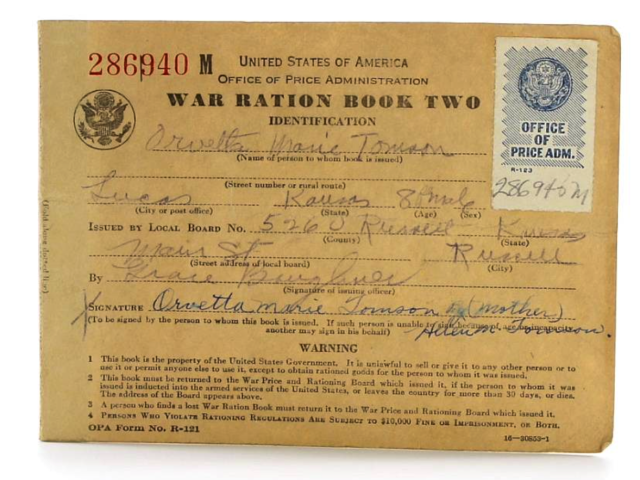 286940 M
UNITED STATES OF AMERICA
OFFICE OF PRICE ADMINISTRATION
WAR RATION BOOK TWO
IDENTIFICATION
OFFICE OF PRICE ADM.
R-123
286940M
Orvetta Marie Tomson
(Name of person to whom book is issued)
(Street number or rural route)
Lucas Kansas 8
(City or post office) (State) (Age) (Sex)
ISSUED BY LOCAL BOARD NO. Russell Kansas
(County) (State)
Main St Russell
(Street address of local board) (City)
By Grace
(Signature of issuing officer)
SIGNATURE Orvetta Marie Tomson by (mother)
(To be signed by the person to whom this book is issued. If such person is unable to sign because of age or incapacity, another may sign in his behalf)
WARNING
1 This book is the property of the United States Government. It is unlawful to sell or give it to any other person or to
use it or permit anyone else to use it, except to obtain rationed goods for the person to whom it was issued.
2 This book must be returned to the War Price and Rationing Board which issued it, if the person to whom it was
issued is inducted into the armed services of the United States, or leaves the country for more than 30 days, or dies.
The address of the Board appears above.
3 A person who finds a lost War Ration Book must return it to the War Price and Rationing Board which issued it.
4 PERSONS WHO VIOLATE RATIONING REGULATIONS ARE SUBJECT TO $10,000 FINE OR IMPRISONMENT, OR BOTH.
OPA Form No. R-121
16—30853-1